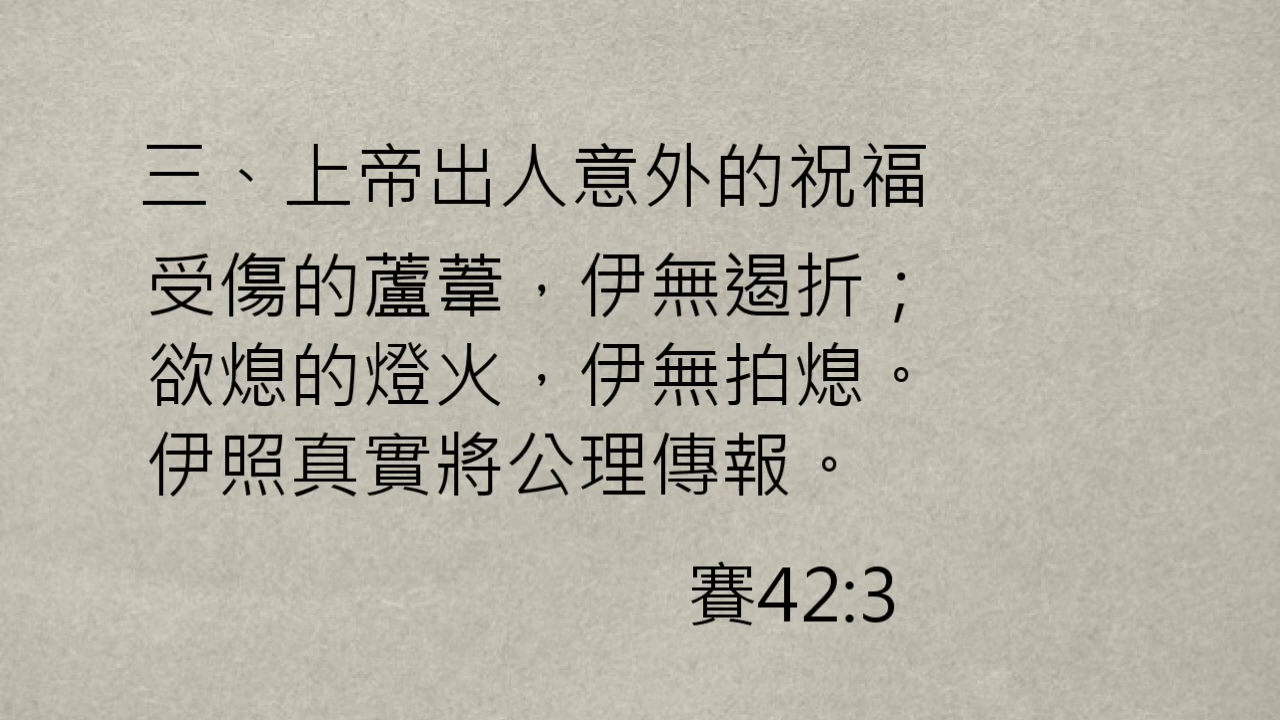 三、上帝出人意外的祝福
受傷的蘆葦，伊無遏折；
欲熄的燈火，伊無拍熄。
伊照真實將公理傳報。
賽42:3